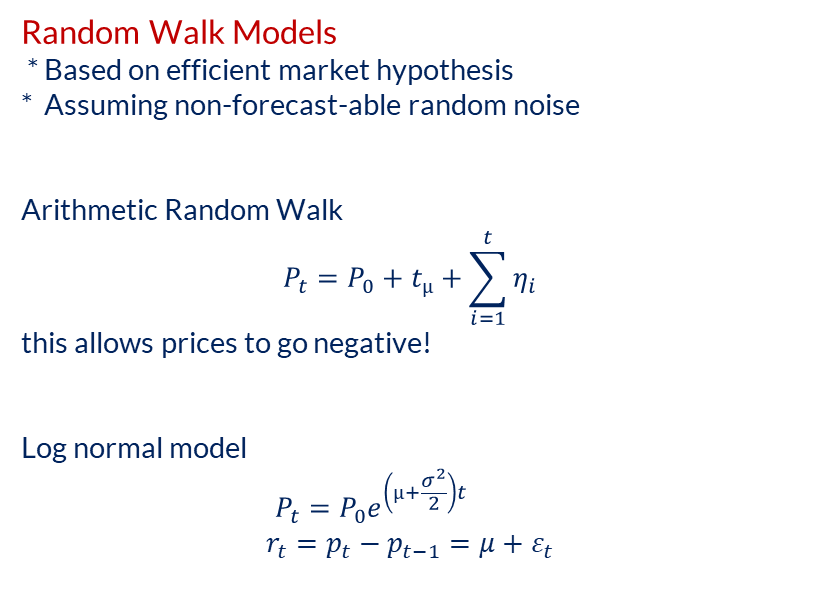 Random Walk Models
* Based on efficient market hypothesis
* Assuming non-forecast-able random noise
Arithmetic Random Walk
$P_t = P_0 + t_\mu + \sum_{i=1}^{t} \eta_i$
this allows prices to go negative!
Log normal model
$P_t = P_0 e^{\left(\mu + \frac{\sigma^2}{2}\right)t}$
$r_t = p_t - p_{t-1} = \mu + \varepsilon_t$